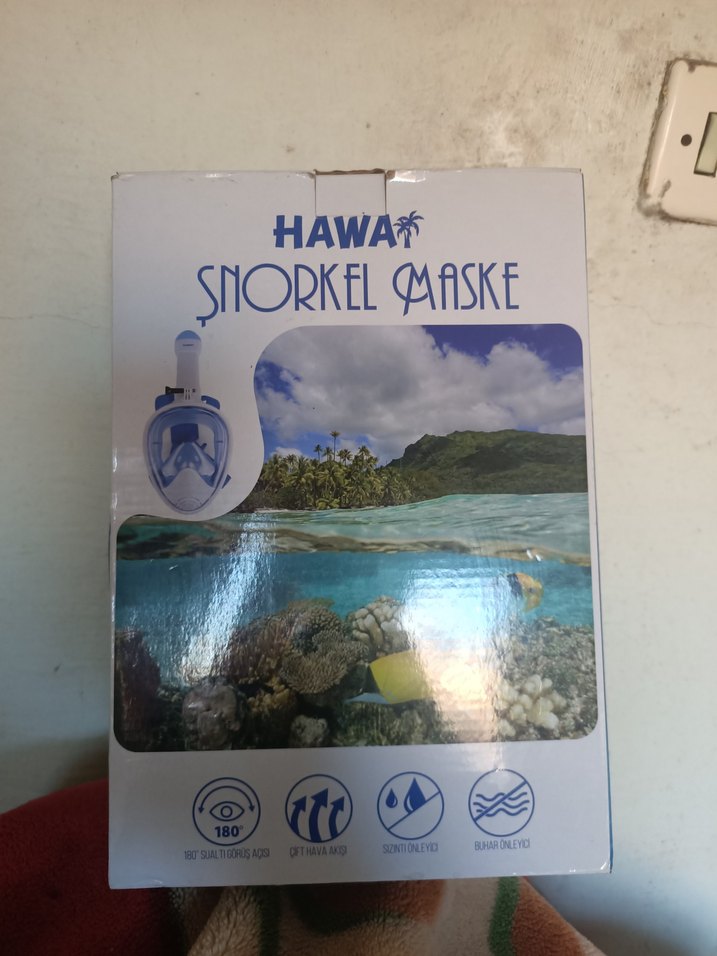 HAWAİ
ŞNORKEL MASKE
180°
180° SUALTI GÖRÜŞ AÇISI
ÇİFT HAVA AKIŞI
SIZINTI ÖNLEYİCİ
BUHAR ÖNLEYİCİ